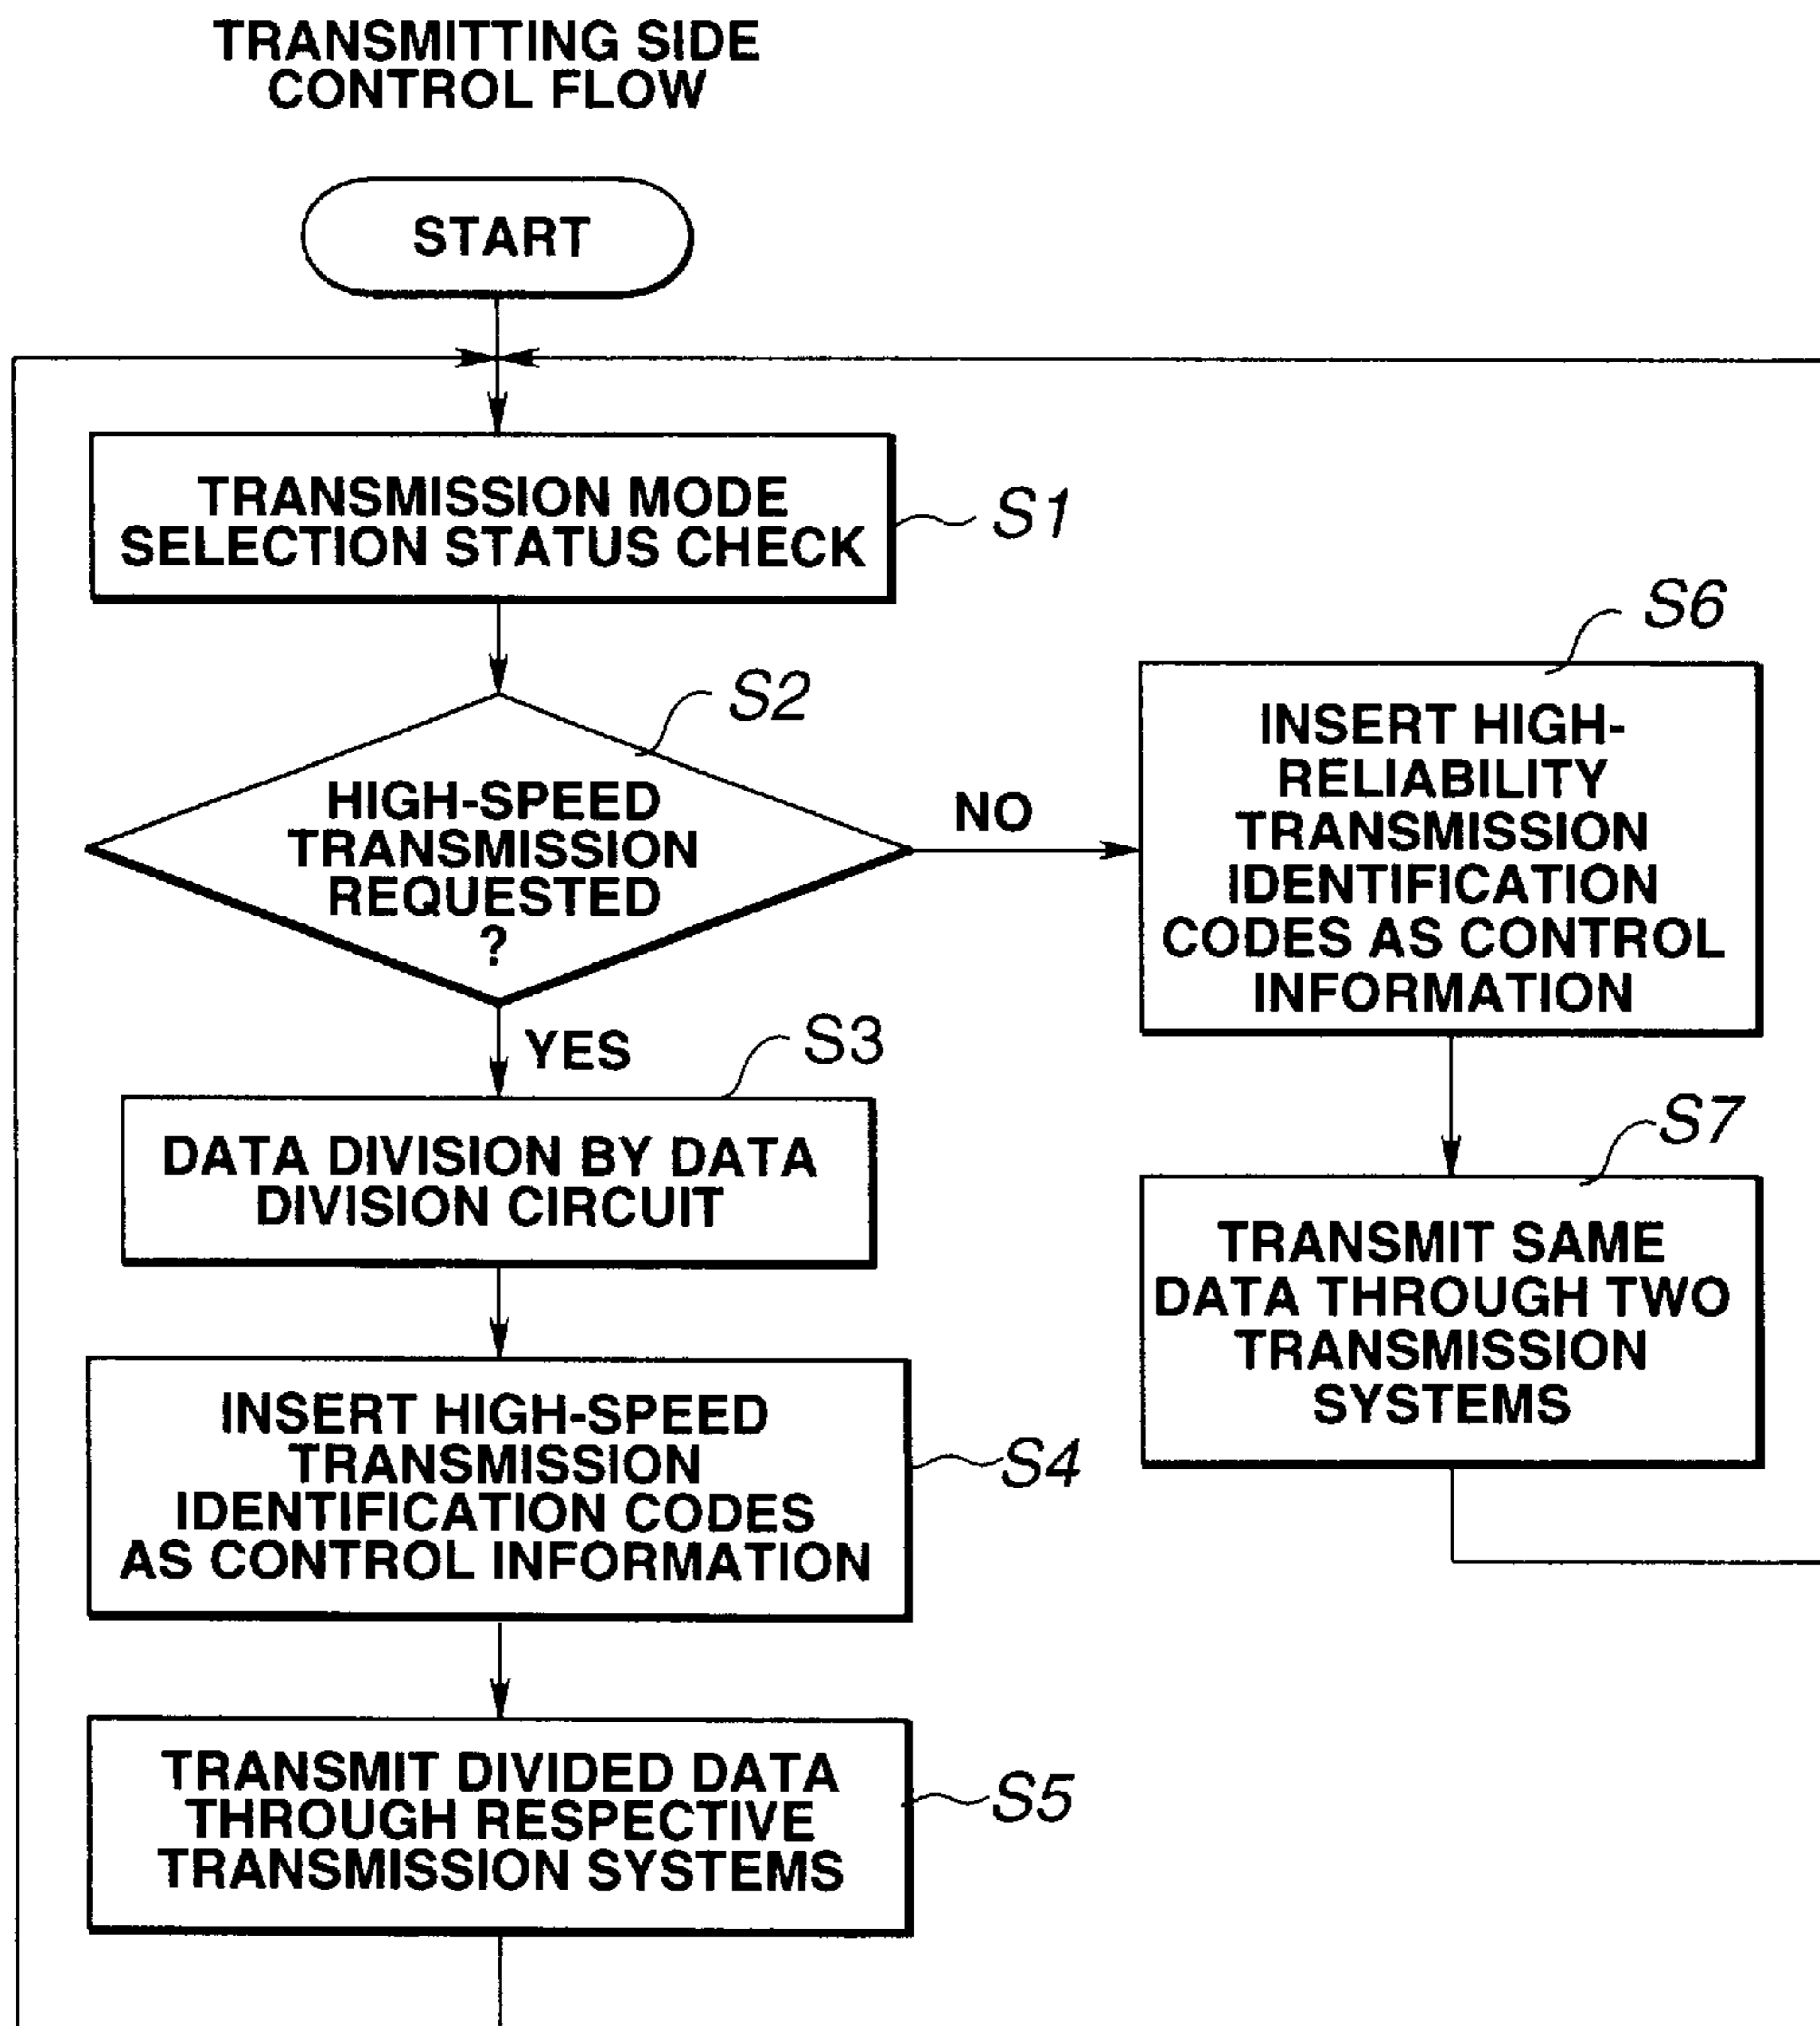 TRANSMITTING SIDE
CONTROL FLOW
START
TRANSMISSION MODE
SELECTION STATUS CHECK
S1
S2
HIGH-SPEED
TRANSMISSION
REQUESTED
?
NO
YES
S3
DATA DIVISION BY DATA
DIVISION CIRCUIT
INSERT HIGH-SPEED
TRANSMISSION
IDENTIFICATION CODES
AS CONTROL INFORMATION
S4
TRANSMIT DIVIDED DATA
THROUGH RESPECTIVE
TRANSMISSION SYSTEMS
S5
S6
INSERT HIGH-
RELIABILITY
TRANSMISSION
IDENTIFICATION
CODES AS CONTROL
INFORMATION
S7
TRANSMIT SAME
DATA THROUGH TWO
TRANSMISSION
SYSTEMS